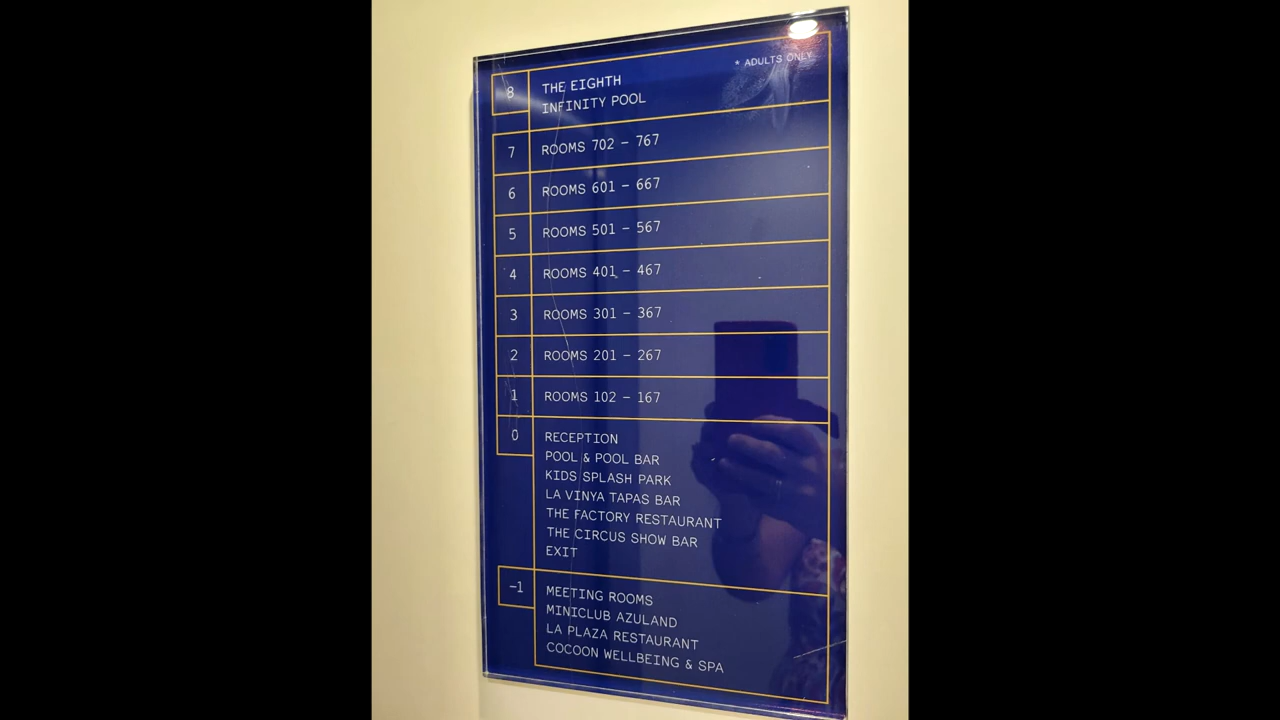 * ADULTS ONLY
8 THE EIGHTH
INFINITY POOL
7 ROOMS 702 – 767
6 ROOMS 601 – 667
5 ROOMS 501 – 567
4 ROOMS 401 – 467
3 ROOMS 301 – 367
2 ROOMS 201 – 267
1 ROOMS 102 – 167
0 RECEPTION
POOL & POOL BAR
KIDS SPLASH PARK
LA VINYA TAPAS BAR
THE FACTORY RESTAURANT
THE CIRCUS SHOW BAR
EXIT
–1 MEETING ROOMS
MINICLUB AZULAND
LA PLAZA RESTAURANT
COCOON WELLBEING & SPA